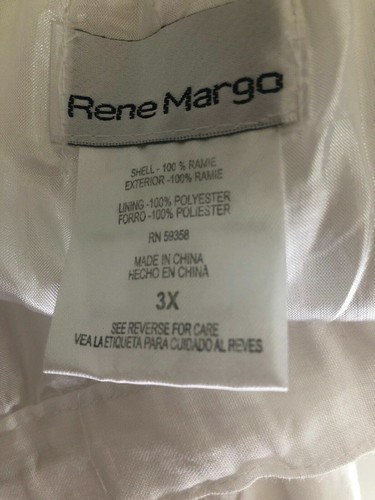 Rene Margo
SHELL - 100 % RAMIE
EXTERIOR -100% RAMIE
LINING -100% POLYESTER
FORRO -100% POLIESTER
RN 59358
MADE IN CHINA
HECHO EN CHINA
3X
SEE REVERSE FOR CARE
VEA LA ETIQUETA PARA CUIDADO AL REVES